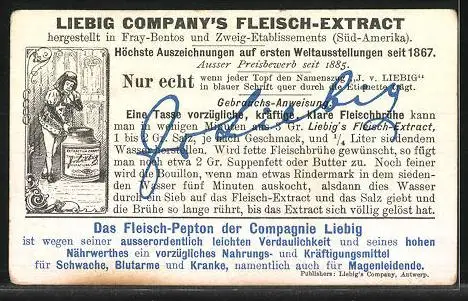 LIEBIG COMPANY'S FLEISCH-EXTRACT
hergestellt in Fray-Bentos und Zweig-Etablissements (Süd-Amerika).
Höchste Auszeichnungen auf ersten Weltausstellungen seit 1867.
Ausser Preisbewerb seit 1885.
Nur echt wenn jeder Topf den Namenszug „J. v. LIEBIG“
in blauer Schrift quer durch die Etiquette trägt.
Gebrauchs-Anweisung.
Eine Tasse vorzügliche, kräftige, klare Fleischbrühe kann
man in wenigen Minuten aus 5 Gr. Liebig's Fleisch-Extract,
1 bis 2 Gr Salz, je nach Geschmack, und ¼ Liter siedendem
Wasser herstellen. Wird fette Fleischbrühe gewünscht, so fügt
man noch etwa 2 Gr. Suppenfett oder Butter zu. Noch feiner
wird die Bouillon, wenn man etwas Rindermark in dem sieden-
den Wasser fünf Minuten auskocht, alsdann dies Wasser
durch ein Sieb auf das Fleisch-Extract und das Salz giebt und
die Brühe so lange rührt, bis das Extract sich völlig gelöst hat.
Das Fleisch-Pepton der Compagnie Liebig
ist wegen seiner ausserordentlich leichten Verdaulichkeit und seines hohen
Nährwerthes ein vorzügliches Nahrungs- und Kräftigungsmittel
für Schwache, Blutarme und Kranke, namentlich auch für Magenleidende.
Publishers: Liebig's Company, Antwerp.